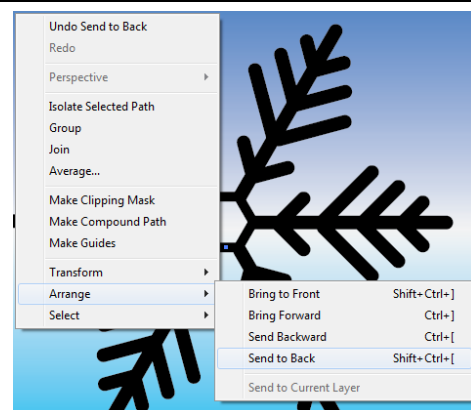 Undo Send to Back
Redo
Perspective
Isolate Selected Path
Group
Join
Average...
Make Clipping Mask
Make Compound Path
Make Guides
Transform
Arrange
Select
Bring to Front Shift+Ctrl+]
Bring Forward Ctrl+]
Send Backward Ctrl+[
Send to Back Shift+Ctrl+[
Send to Current Layer